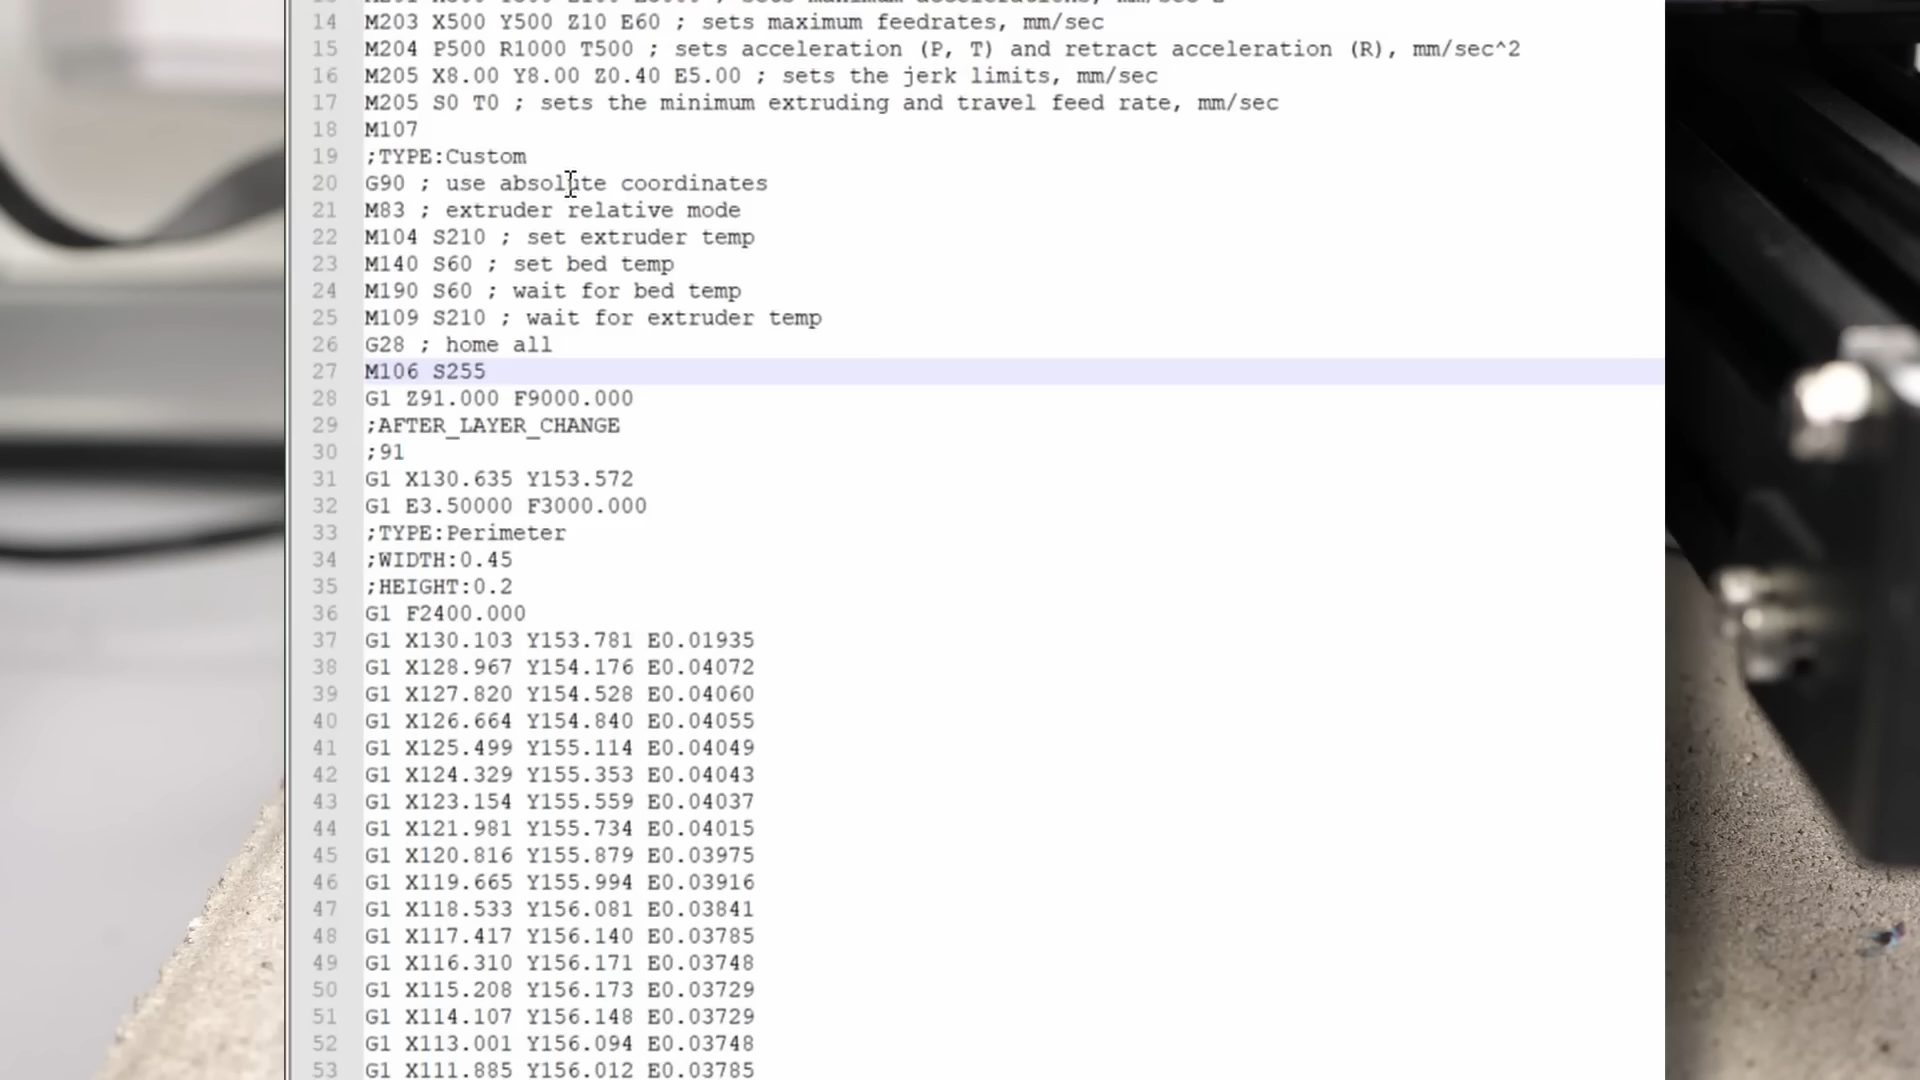 14 M203 X500 Y500 Z10 E60 ; sets maximum feedrates, mm/sec
15 M204 P500 R1000 T500 ; sets acceleration (P, T) and retract acceleration (R), mm/sec^2
16 M205 X8.00 Y8.00 Z0.40 E5.00 ; sets the jerk limits, mm/sec
17 M205 S0 T0 ; sets the minimum extruding and travel feed rate, mm/sec
18 M107
19 ;TYPE:Custom
20 G90 ; use absolute coordinates
21 M83 ; extruder relative mode
22 M104 S210 ; set extruder temp
23 M140 S60 ; set bed temp
24 M190 S60 ; wait for bed temp
25 M109 S210 ; wait for extruder temp
26 G28 ; home all
27 M106 S255
28 G1 Z91.000 F9000.000
29 ;AFTER_LAYER_CHANGE
30 ;91
31 G1 X130.635 Y153.572
32 G1 E3.50000 F3000.000
33 ;TYPE:Perimeter
34 ;WIDTH:0.45
35 ;HEIGHT:0.2
36 G1 F2400.000
37 G1 X130.103 Y153.781 E0.01935
38 G1 X128.967 Y154.176 E0.04072
39 G1 X127.820 Y154.528 E0.04060
40 G1 X126.664 Y154.840 E0.04055
41 G1 X125.499 Y155.114 E0.04049
42 G1 X124.329 Y155.353 E0.04043
43 G1 X123.154 Y155.559 E0.04037
44 G1 X121.981 Y155.734 E0.04015
45 G1 X120.816 Y155.879 E0.03975
46 G1 X119.665 Y155.994 E0.03916
47 G1 X118.533 Y156.081 E0.03841
48 G1 X117.417 Y156.140 E0.03785
49 G1 X116.310 Y156.171 E0.03748
50 G1 X115.208 Y156.173 E0.03729
51 G1 X114.107 Y156.148 E0.03729
52 G1 X113.001 Y156.094 E0.03748
53 G1 X111.885 Y156.012 E0.03785